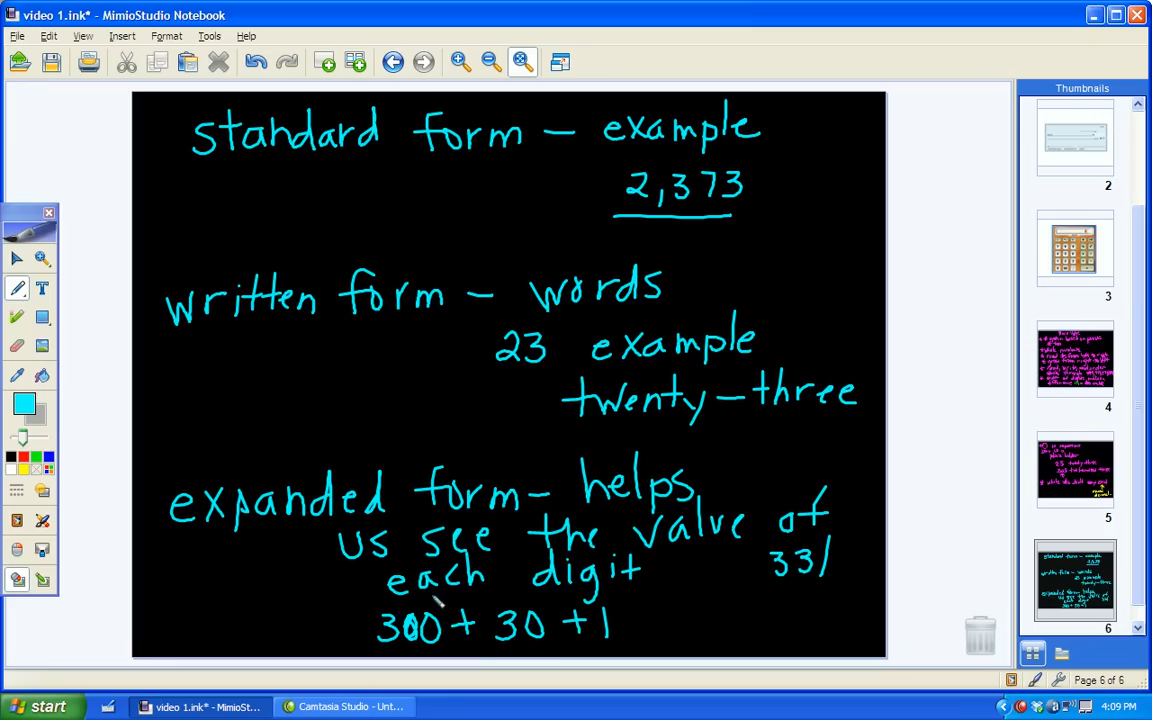 video 1.ink* - MimioStudio Notebook
File Edit View Insert Format Tools Help
Thumbnails
standard form - example
2,373
written form - words
23 example
twenty-three
expanded form- helps
us see the value of
each digit 331
300 + 30 + 1
2
3
4
5
6
Page 6 of 6
start
video 1.ink* - MimioSt...
Camtasia Studio - Unt...
4:09 PM